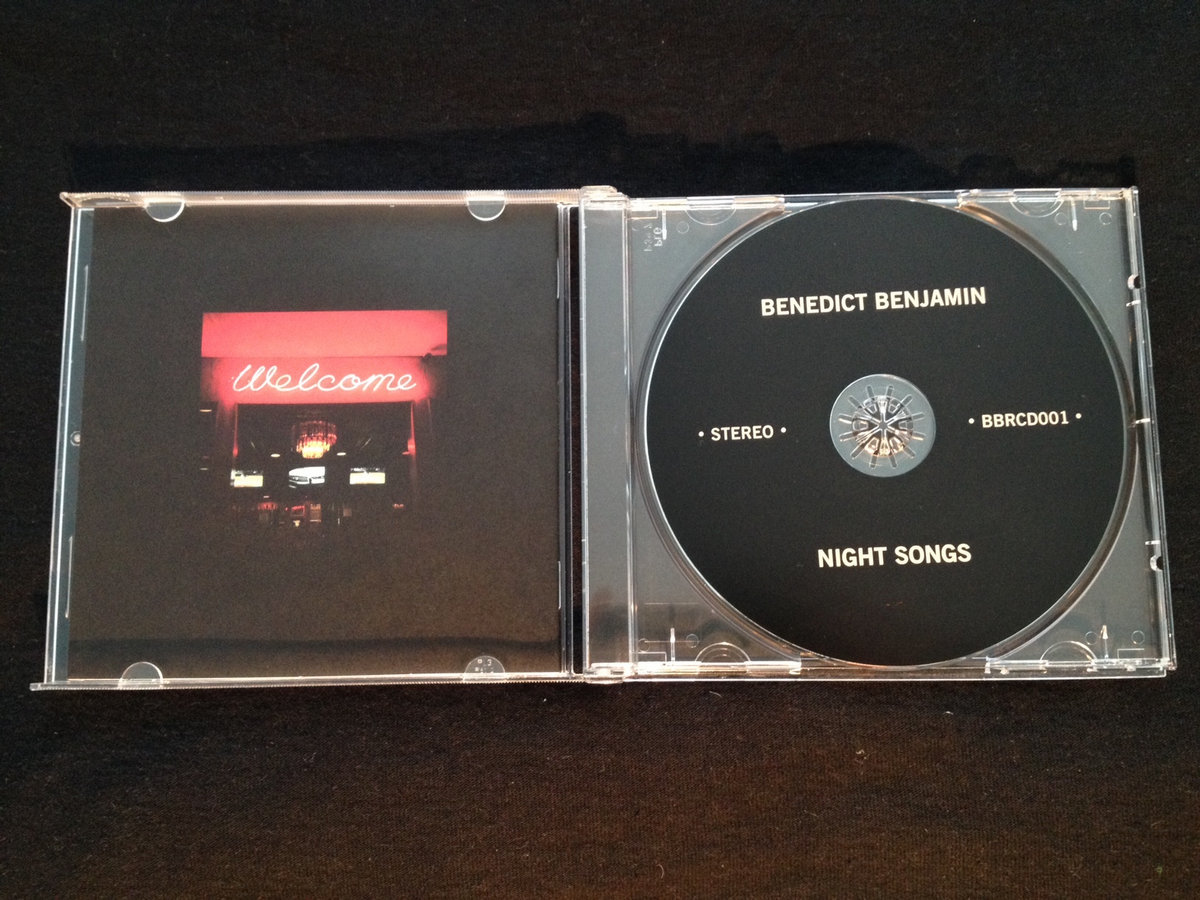 Welcome
BENEDICT BENJAMIN
• STEREO •
• BBRCD001 •
NIGHT SONGS